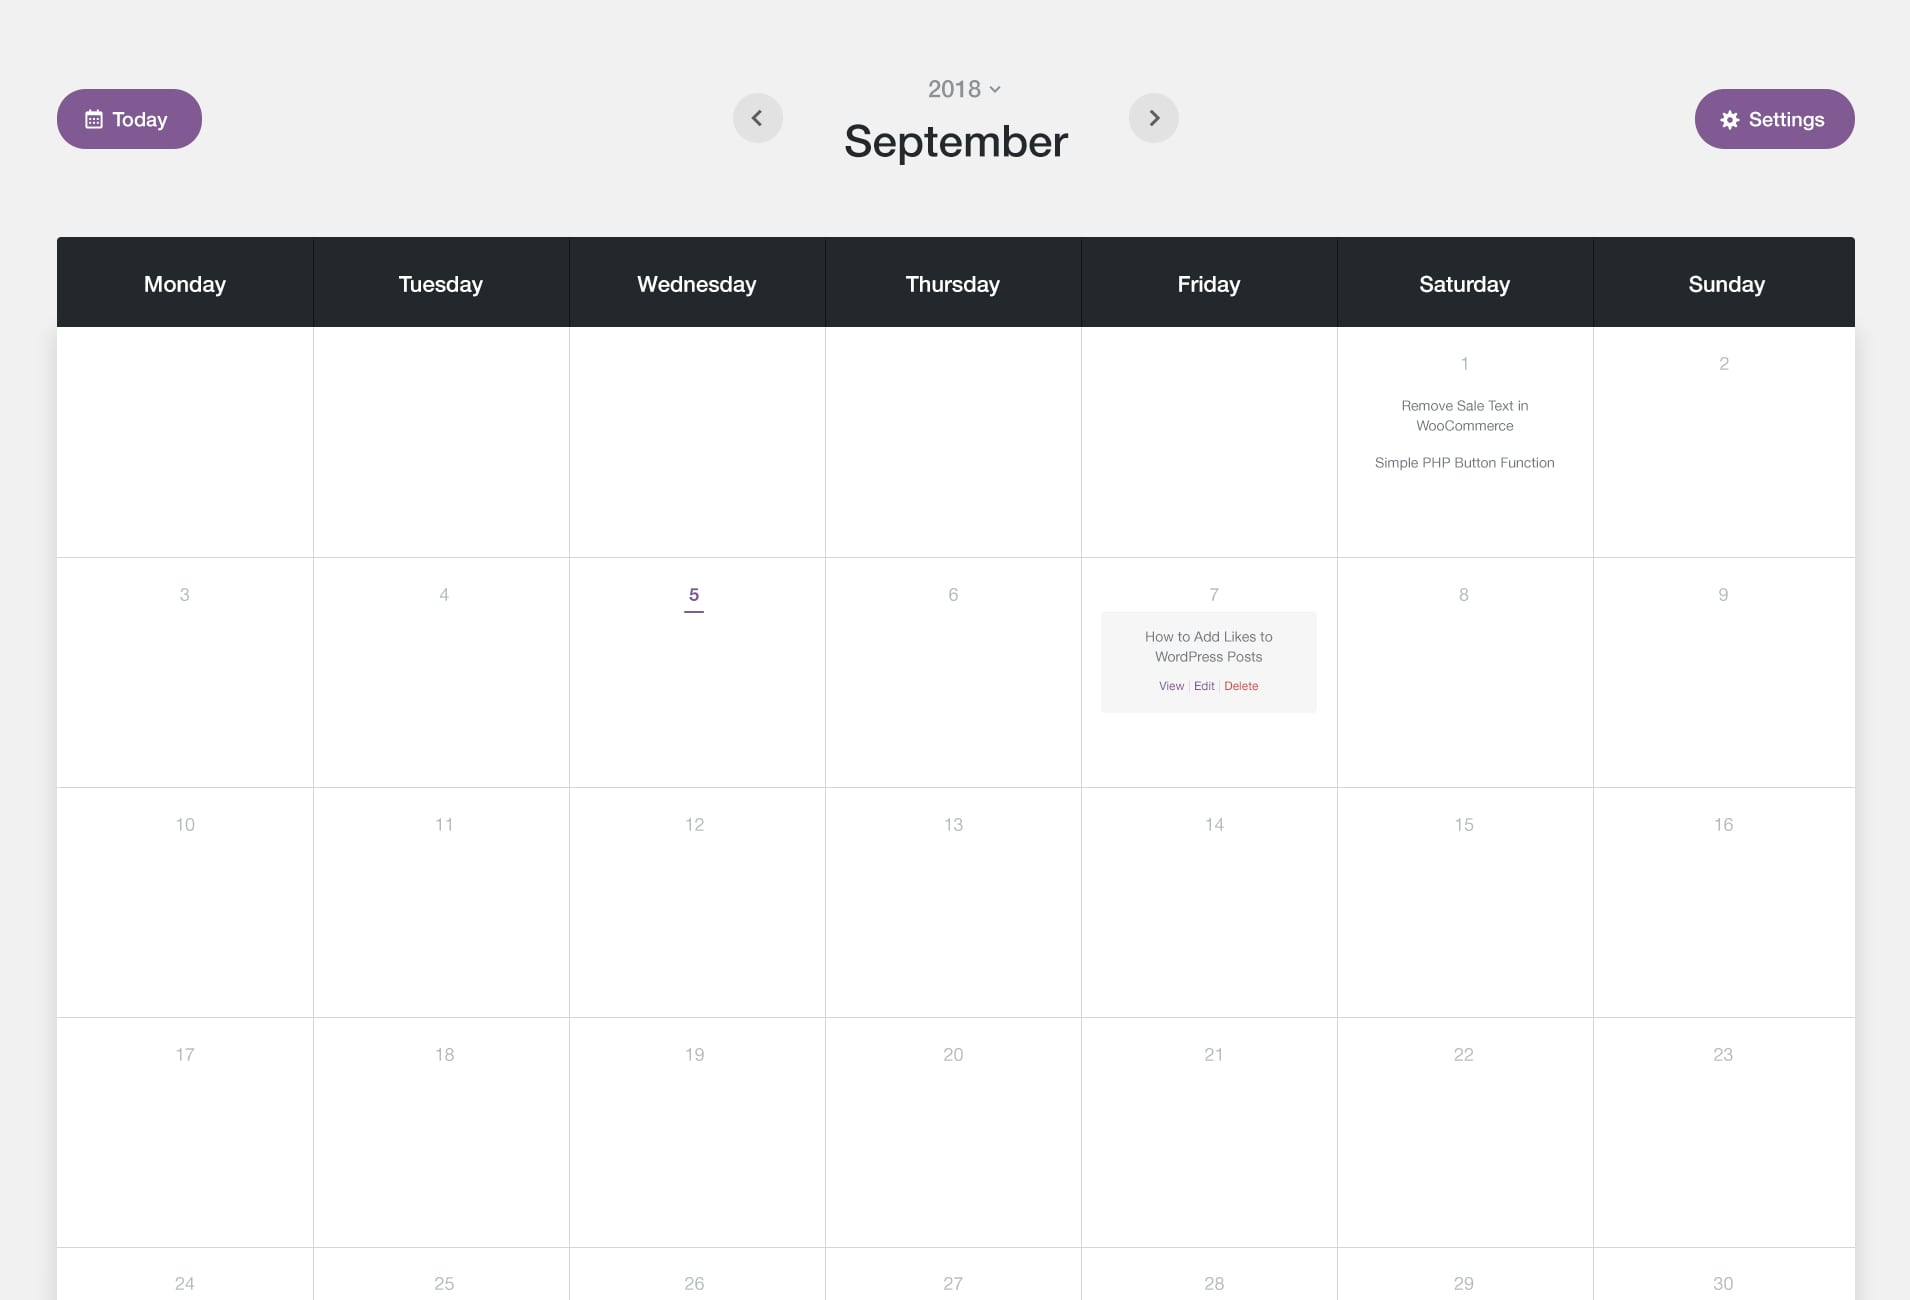 2018
Today
September
Settings
Monday
Tuesday
Wednesday
Thursday
Friday
Saturday
Sunday
1
Remove Sale Text in
WooCommerce
Simple PHP Button Function
2
3
4
5
6
7
How to Add Likes to
WordPress Posts
View | Edit | Delete
8
9
10
11
12
13
14
15
16
17
18
19
20
21
22
23
24
25
26
27
28
29
30